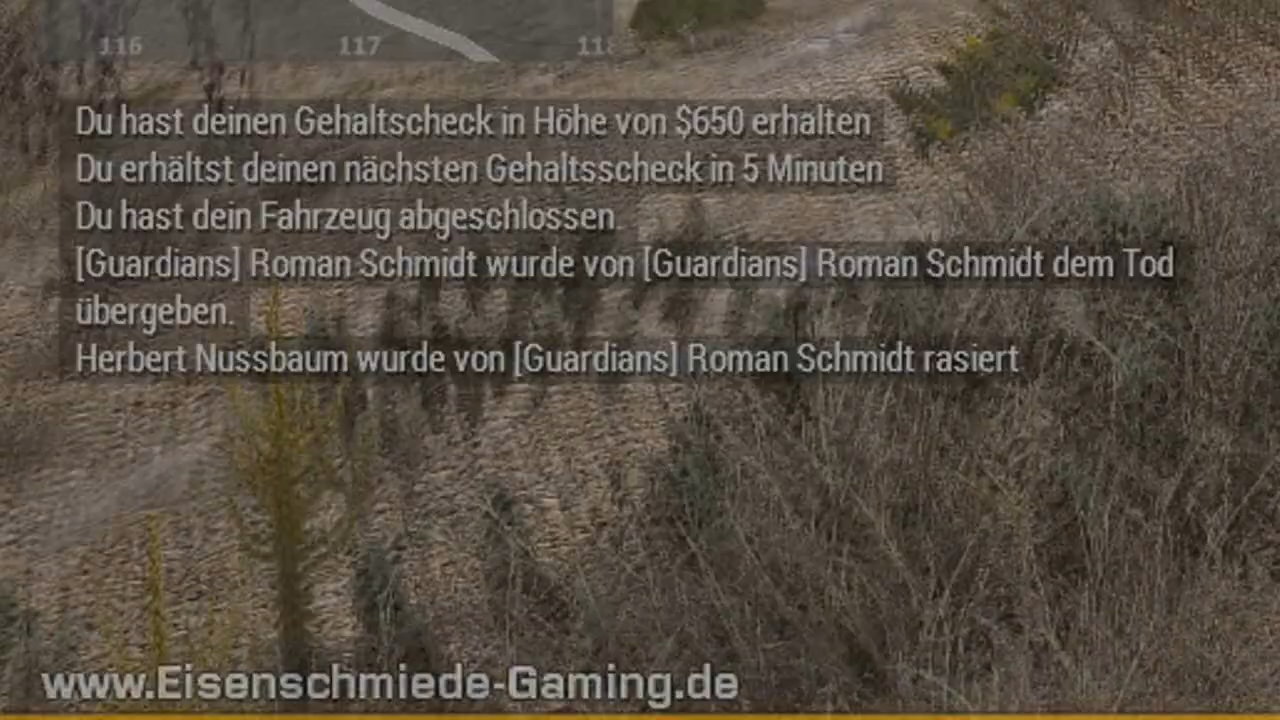 116 117 118
Du hast deinen Gehaltscheck in Höhe von $650 erhalten
Du erhältst deinen nächsten Gehaltsscheck in 5 Minuten
Du hast dein Fahrzeug abgeschlossen.
[Guardians] Roman Schmidt wurde von [Guardians] Roman Schmidt dem Tod
übergeben.
Herbert Nussbaum wurde von [Guardians] Roman Schmidt rasiert
www.Eisenschmiede-Gaming.de